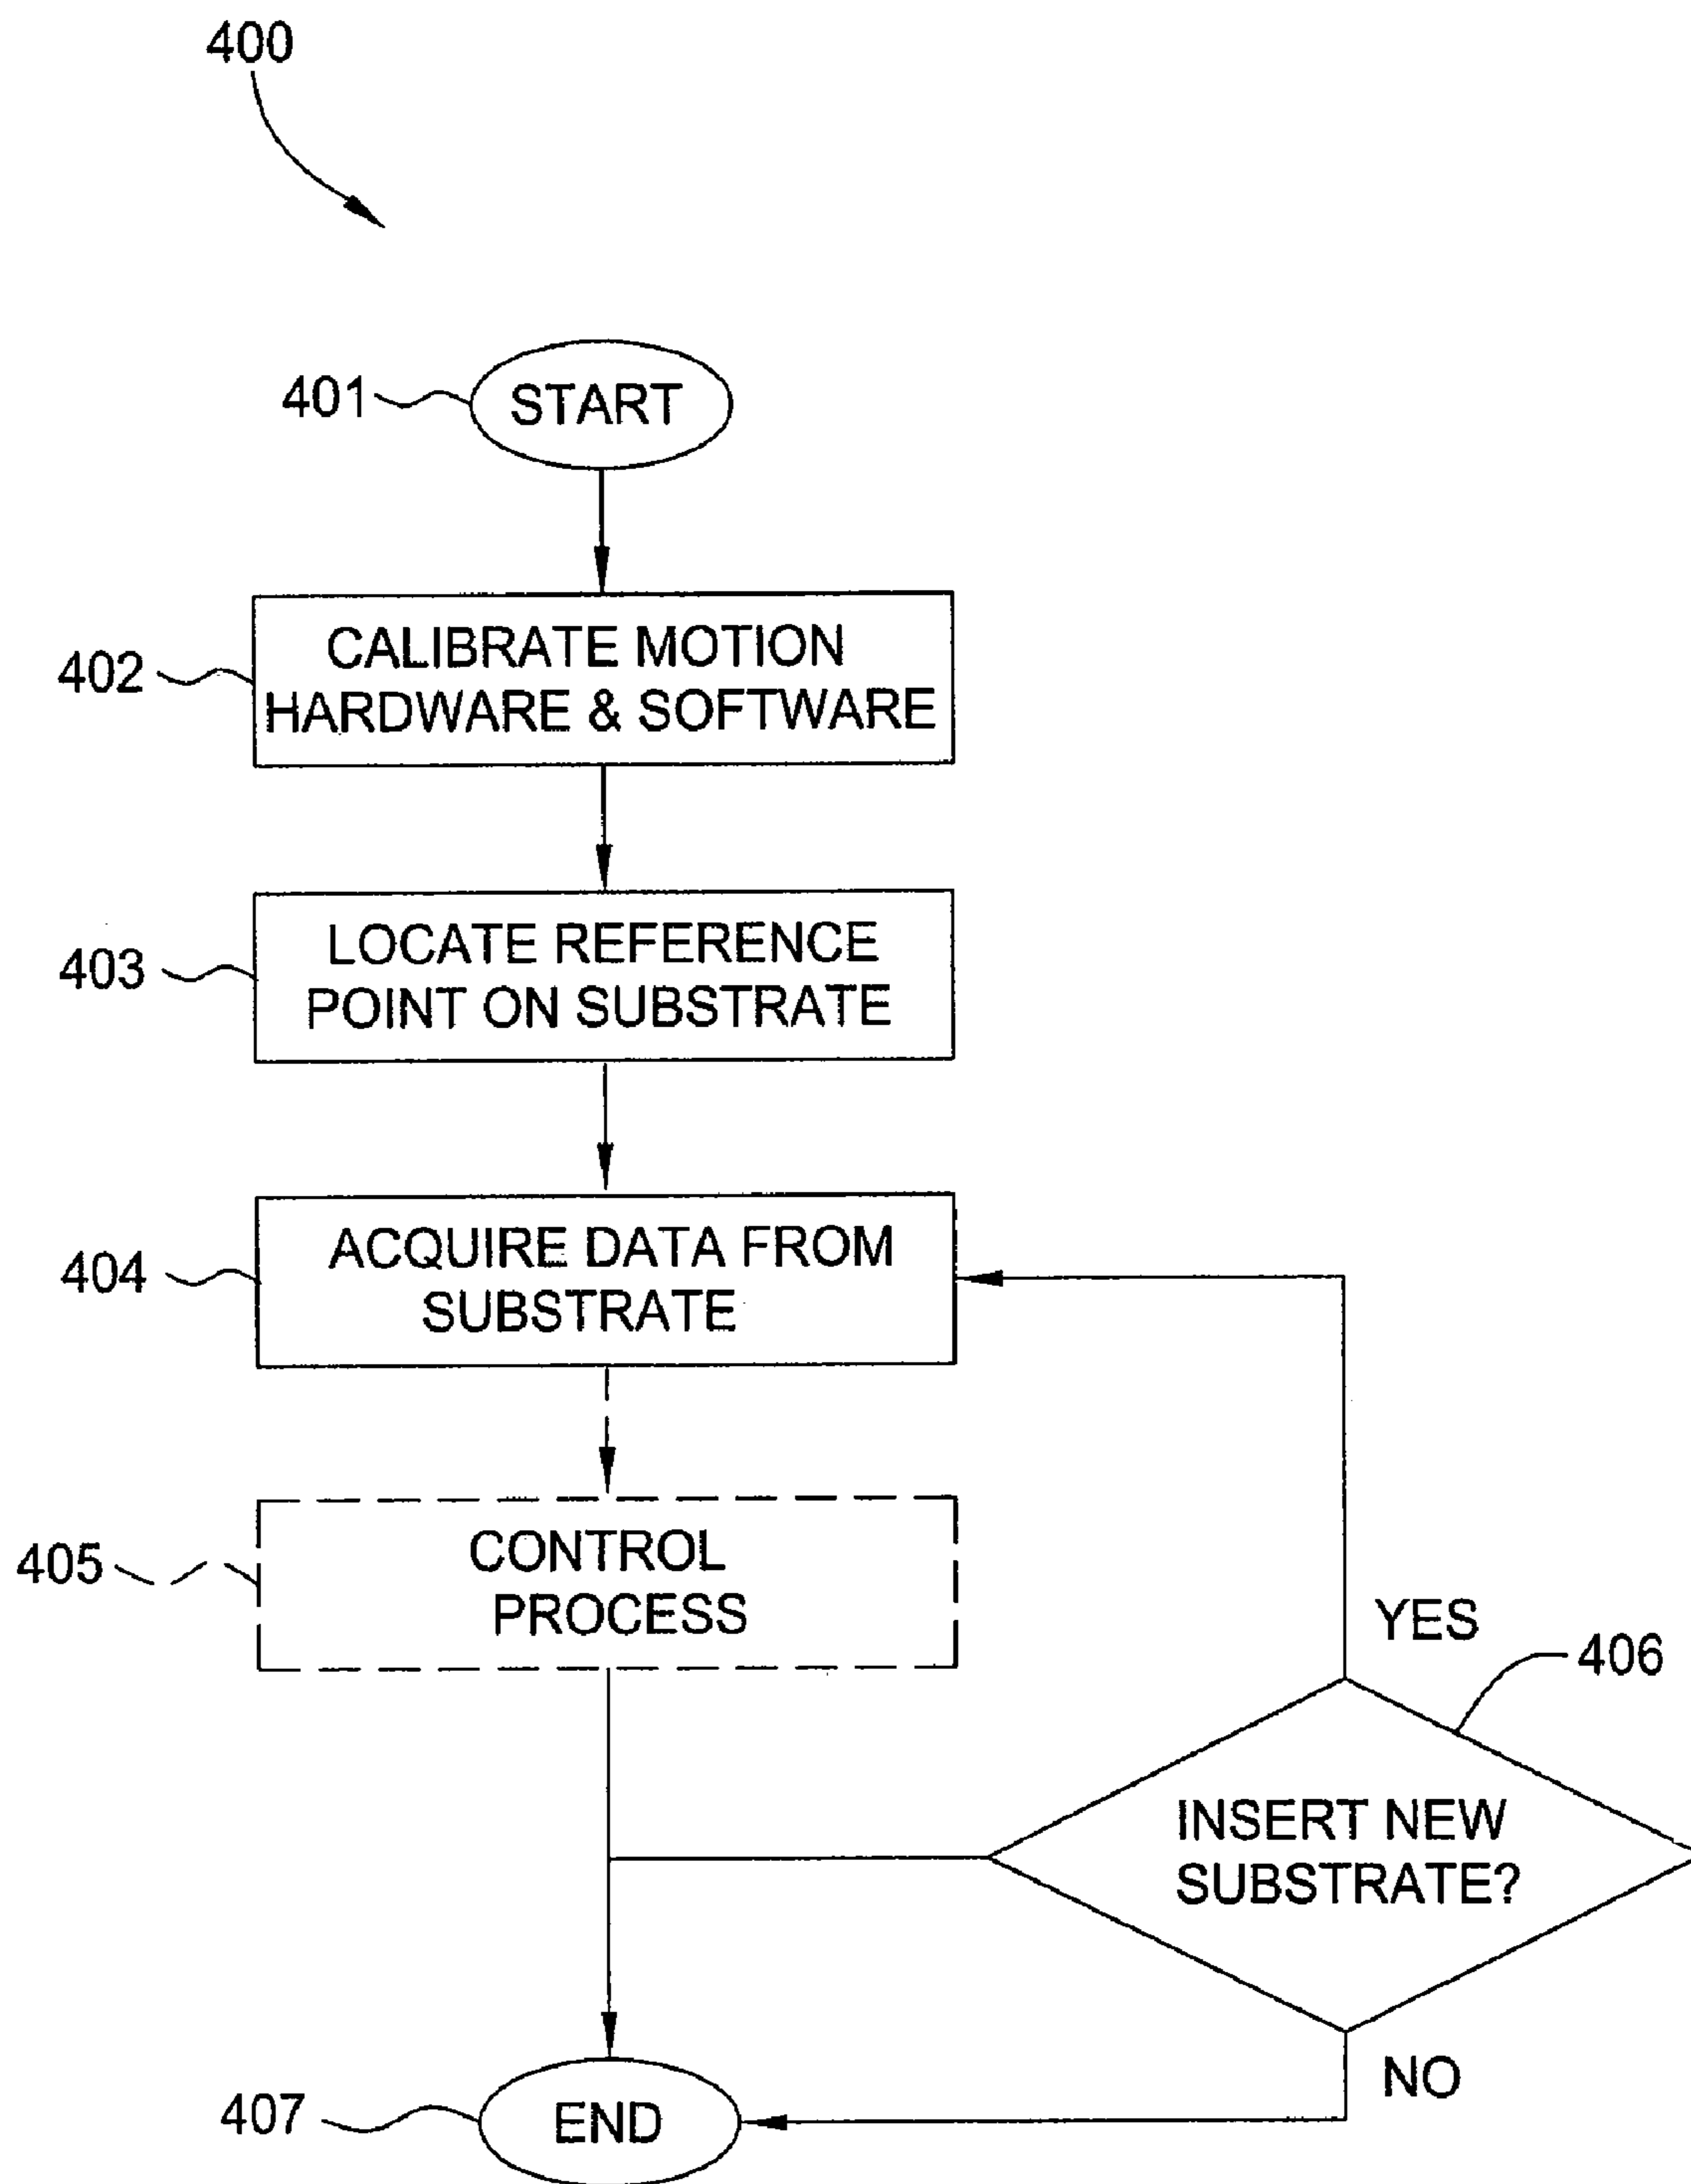 400
401
START
402
CALIBRATE MOTION
HARDWARE & SOFTWARE
403
LOCATE REFERENCE
POINT ON SUBSTRATE
404
ACQUIRE DATA FROM
SUBSTRATE
405
CONTROL
PROCESS
YES
406
INSERT NEW
SUBSTRATE?
NO
407
END